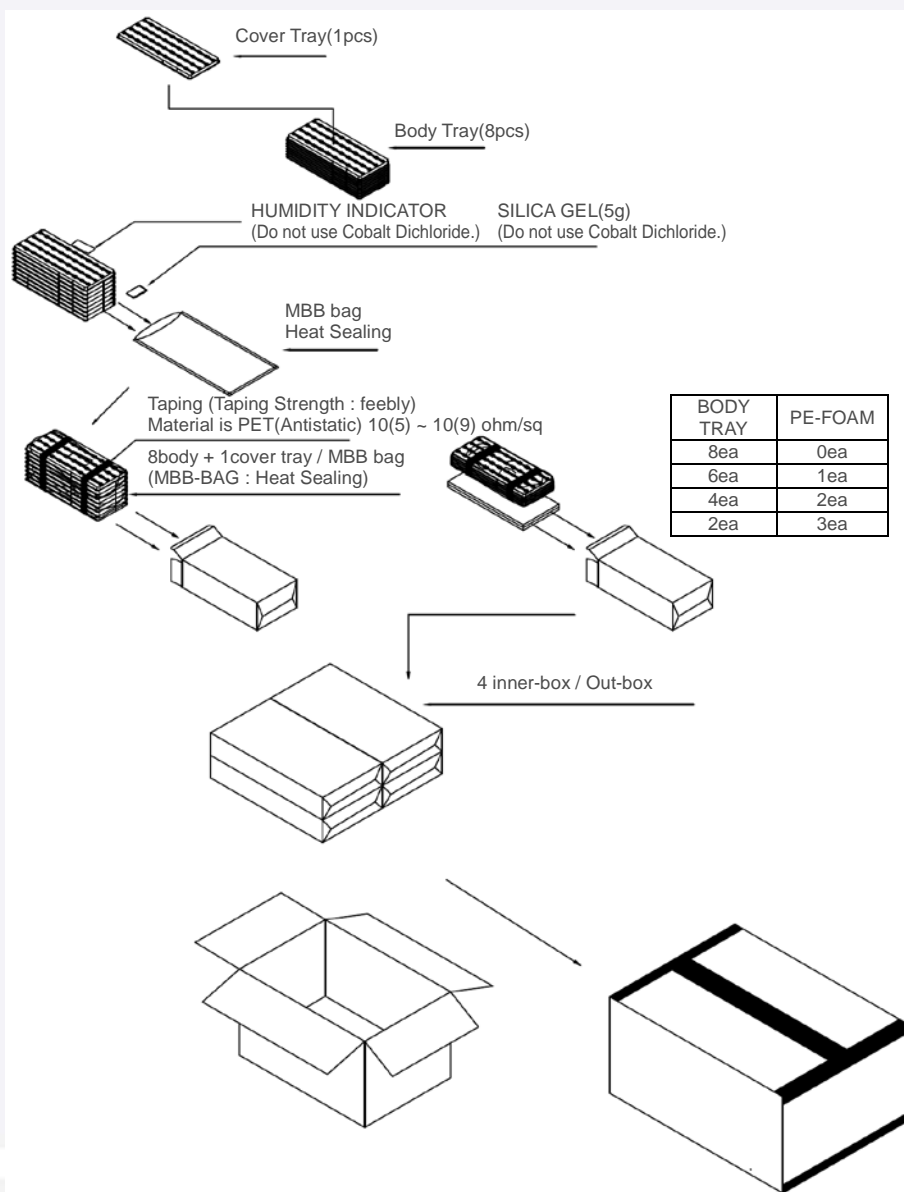 Cover Tray(1pcs)
Body Tray(8pcs)
HUMIDITY INDICATOR
(Do not use Cobalt Dichloride.)
SILICA GEL(5g)
(Do not use Cobalt Dichloride.)
MBB bag
Heat Sealing
Taping (Taping Strength : feebly)
Material is PET(Antistatic) 10(5) ~ 10(9) ohm/sq
8body + 1cover tray / MBB bag
(MBB-BAG : Heat Sealing)
BODY TRAY PE-FOAM
8ea 0ea
6ea 1ea
4ea 2ea
2ea 3ea
4 inner-box / Out-box